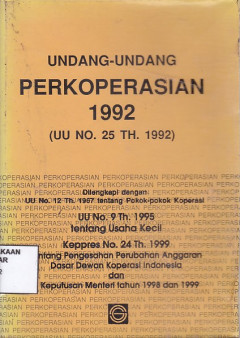 UNDANG-UNDANG
PERKOPERASIAN
1992
(UU NO. 25 TH. 1992)
Dilengkapi dengan:
UU No. 12 Th. 1967 tentang Pokok-pokok Koperasi
UU No. 9 Th. 1995
tentang Usaha Kecil
Keppres No. 24 Th. 1999
tentang Pengesahan Perubahan Anggaran
Dasar Dewan Koperasi Indonesia
dan
Keputusan Menteri tahun 1998 dan 1999